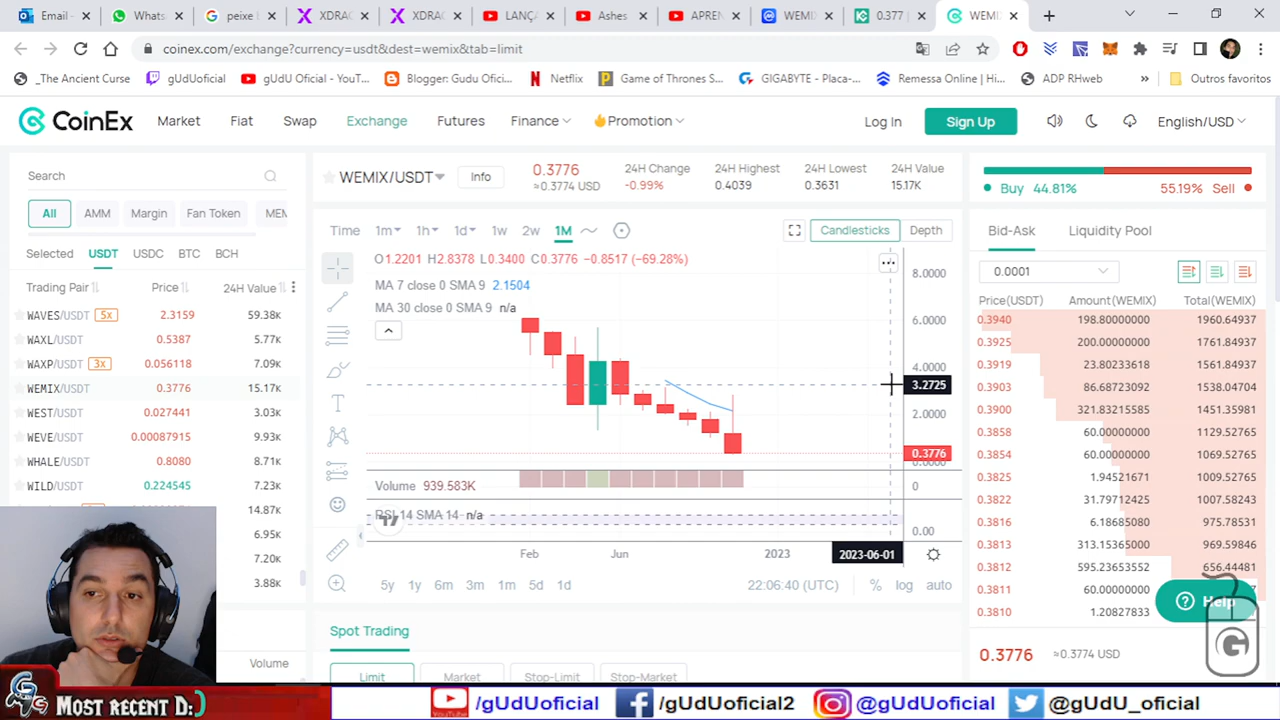 Email -
Whats
peixe
XDRAC
XDRAC
LANÇA
Ashes
APREN
WEMI
0.377
WEMIX
coinex.com/exchange?currency=usdt&dest=wemix&tab=limit
_The Ancient Curse
gUdUoficial
gUdU Oficial - YouT...
Blogger: Gudu Ofici...
Netflix
Game of Thrones S...
GIGABYTE - Placa-...
Remessa Online | Hi...
ADP RHweb
»
Outros favoritos
CoinEx
Market
Fiat
Swap
Exchange
Futures
Finance
Promotion
Log In
Sign Up
English/USD
Search
All
AMM
Margin
Fan Token
MEM
Selected
USDT
USDC
BTC
BCH
Trading Pair Price 24H Value
WAVES/USDT 5x 2.3159 59.38K
WAXL/USDT 0.5387 5.77K
WAXP/USDT 3x 0.056118 7.09K
WEMIX/USDT 0.3776 15.17K
WEST/USDT 0.027441 3.03K
WEVE/USDT 0.00087915 9.93K
WHALE/USDT 0.8080 8.71K
WILD/USDT 0.224545 7.23K
14.87K
6.95K
7.20K
3.88K
Volume
WEMIX/USDT
Info
0.3776
≈0.3774 USD
24H Change
-0.99%
24H Highest
0.4039
24H Lowest
0.3631
24H Value
15.17K
Time 1m 1h 1d 1w 2w 1M
Candlesticks
Depth
O1.2201 H2.8378 L0.3400 C0.3776 -0.8517 (-69.28%)
MA 7 close 0 SMA 9 2.1504
MA 30 close 0 SMA 9 n/a
8.0000
6.0000
4.0000
3.2725
2.0000
0.3776
0.0000
Volume 939.583K
0
RSI 14 SMA 14 n/a
0.00
Feb
Jun
2023
2023-06-01
5y 1y 6m 3m 1m 5d 1d
22:06:40 (UTC)
% log auto
Spot Trading
Limit
Market
Stop-Limit
Stop-Market
Buy 44.81%
55.19% Sell
Bid-Ask
Liquidity Pool
0.0001
Price(USDT) Amount(WEMIX) Total(WEMIX)
0.3940 198.80000000 1960.64937
0.3925 200.00000000 1761.84937
0.3919 23.80233618 1561.84937
0.3903 86.68723092 1538.04704
0.3900 321.83215585 1451.35981
0.3858 60.00000000 1129.52765
0.3854 60.00000000 1069.52765
0.3825 1.94521671 1009.52765
0.3822 31.79712425 1007.58243
0.3816 6.18685080 975.78531
0.3813 313.15365000 969.59846
0.3812 595.23653552 656.44481
0.3811 60.00000000
0.3810 1.20827833
Help
G
0.3776 ≈0.3774 USD
Most recent D:)
/gUdUoficial
/gUdUoficial2
@gUdUoficial
@gUdU_oficial